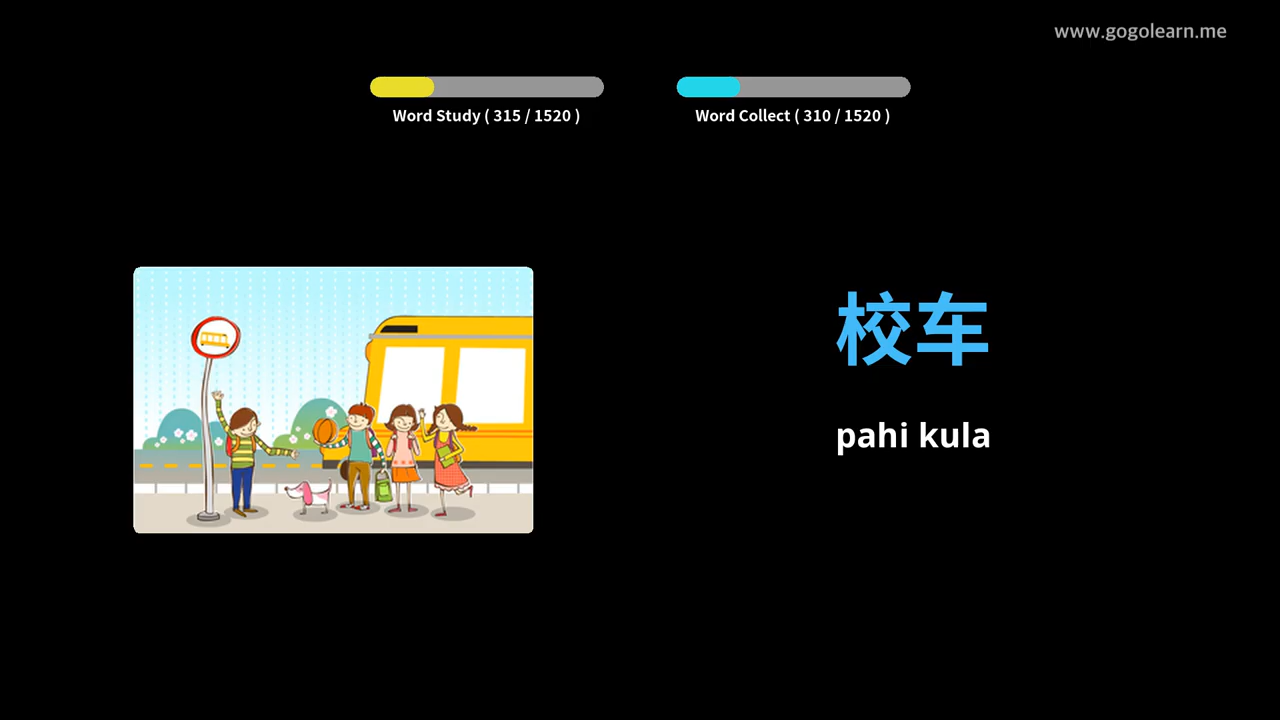 www.gogolearn.me
Word Study ( 315 / 1520 )
Word Collect ( 310 / 1520 )
校车
pahi kula